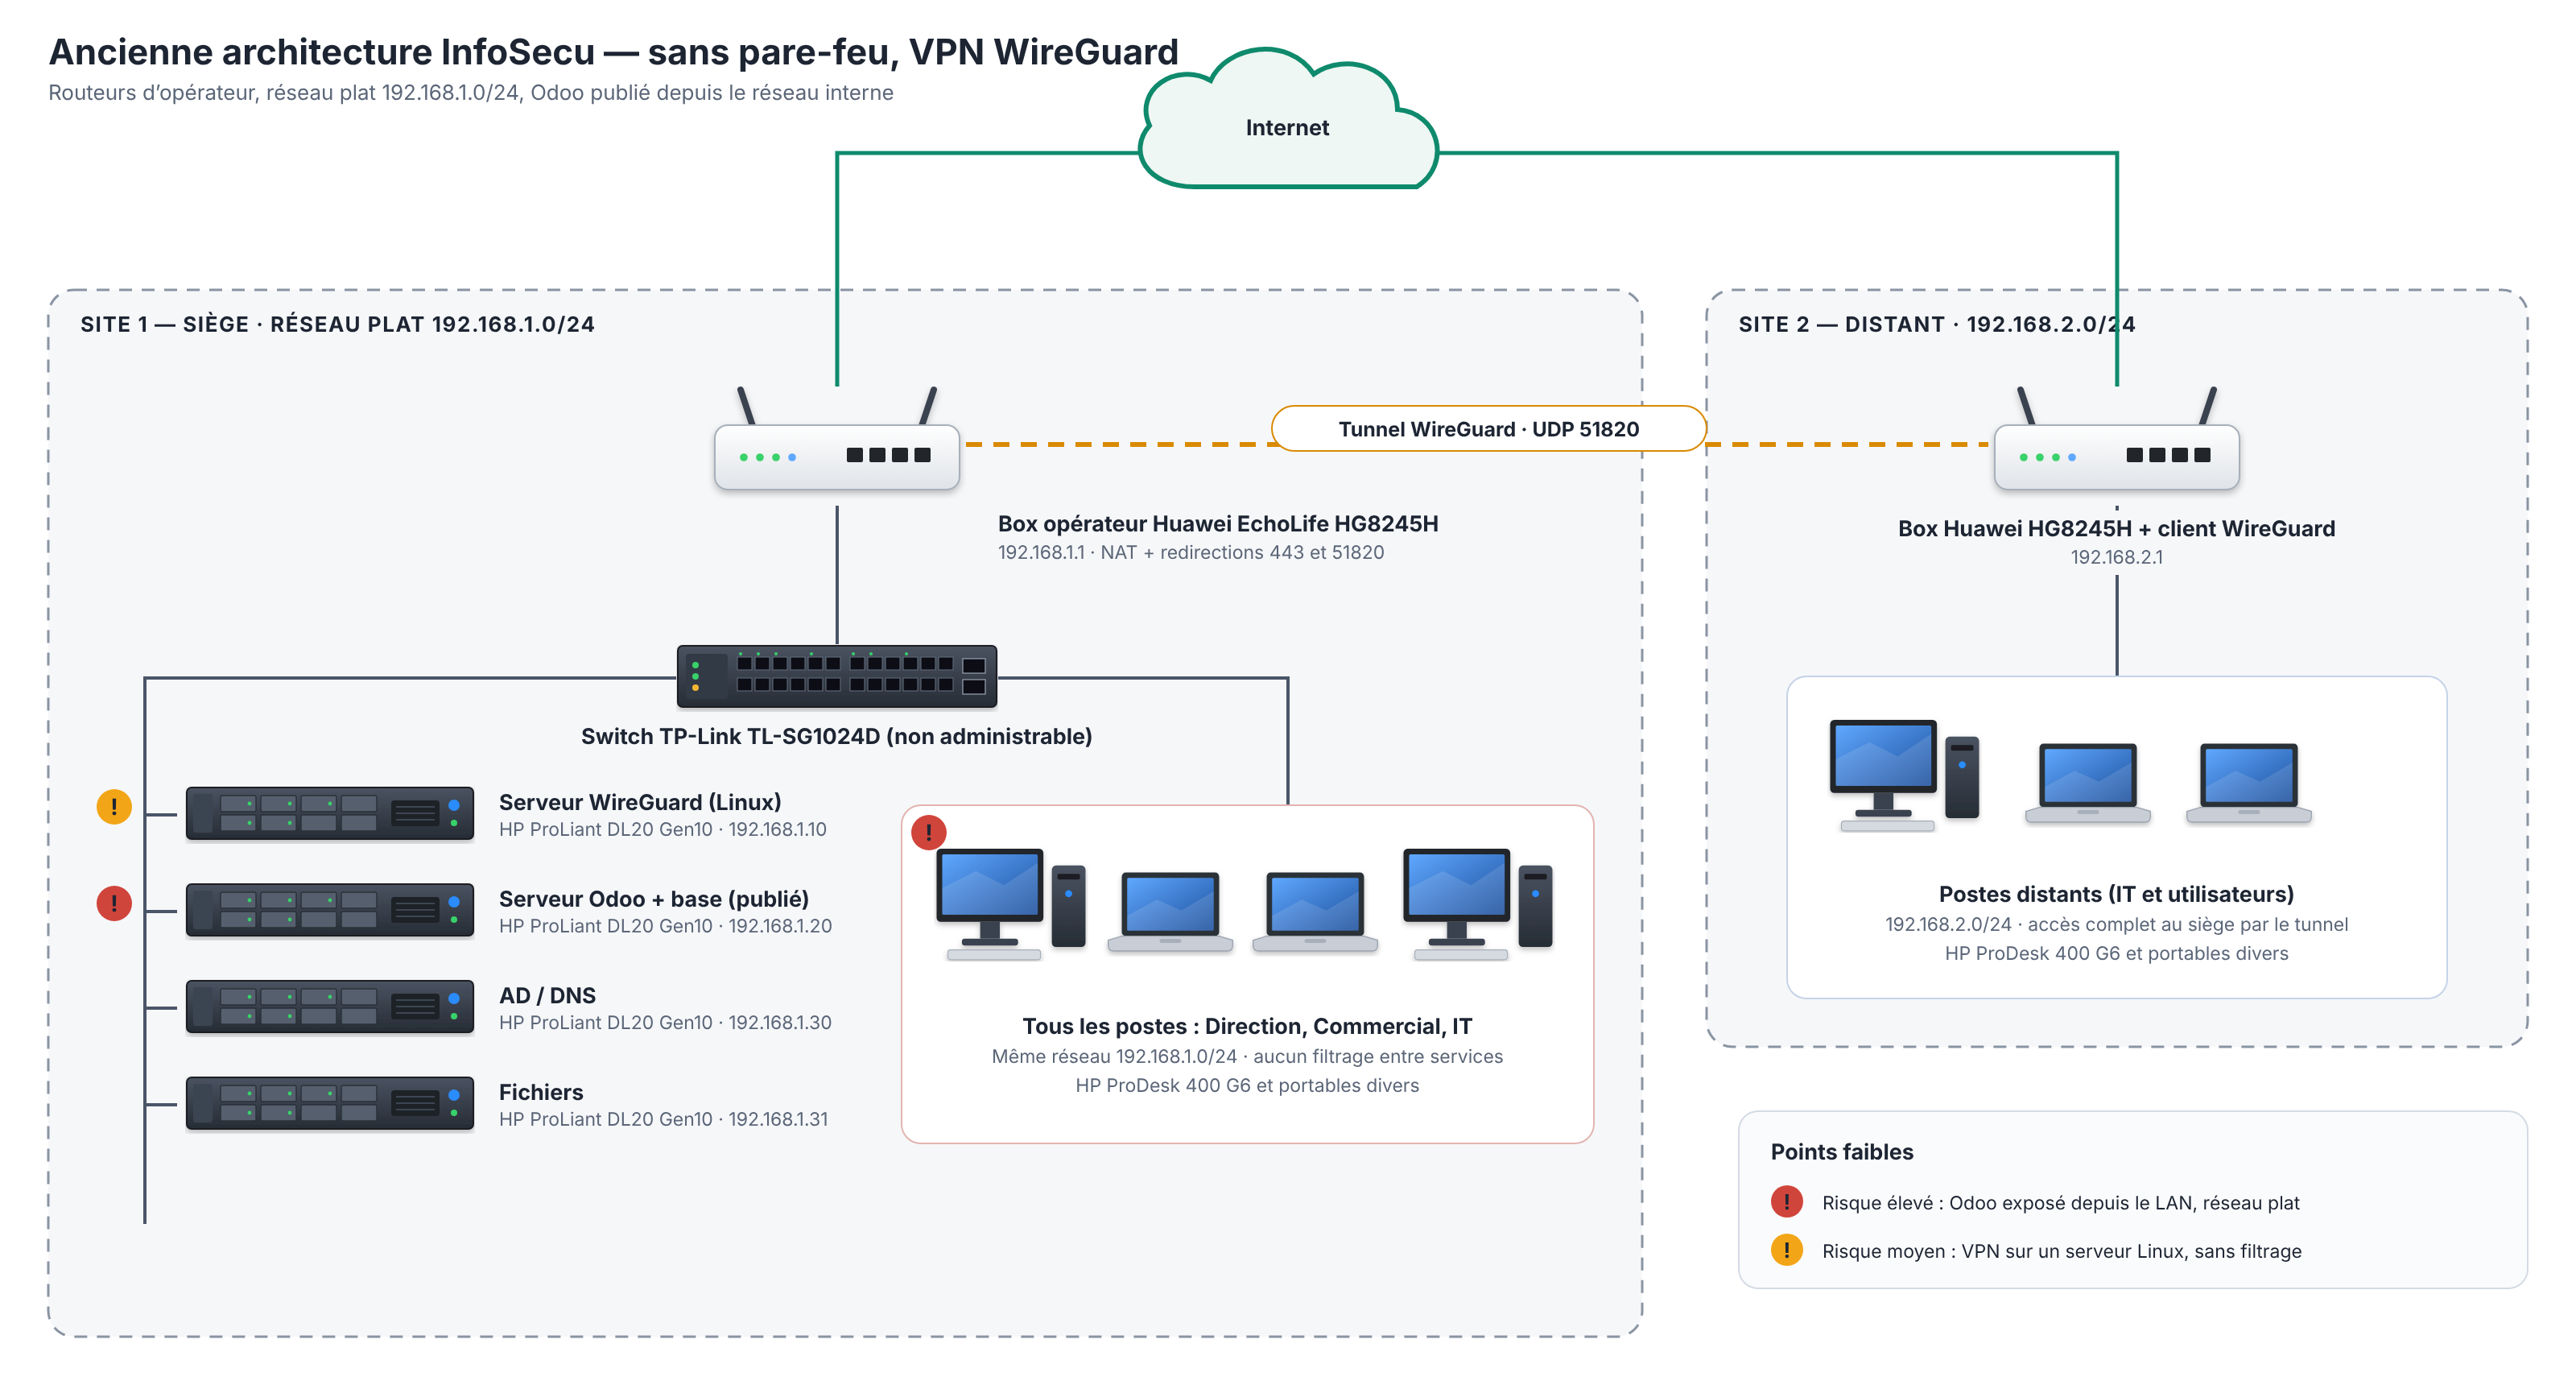 Ancienne architecture InfoSecu — sans pare-feu, VPN WireGuard
Routeurs d’opérateur, réseau plat 192.168.1.0/24, Odoo publié depuis le réseau interne
Internet
SITE 1 — SIÈGE · RÉSEAU PLAT 192.168.1.0/24
SITE 2 — DISTANT · 192.168.2.0/24
Tunnel WireGuard · UDP 51820
Box opérateur Huawei EchoLife HG8245H
192.168.1.1 · NAT + redirections 443 et 51820
Box Huawei HG8245H + client WireGuard
192.168.2.1
Switch TP-Link TL-SG1024D (non administrable)
!
Serveur WireGuard (Linux)
HP ProLiant DL20 Gen10 · 192.168.1.10
!
Serveur Odoo + base (publié)
HP ProLiant DL20 Gen10 · 192.168.1.20
AD / DNS
HP ProLiant DL20 Gen10 · 192.168.1.30
Fichiers
HP ProLiant DL20 Gen10 · 192.168.1.31
!
Tous les postes : Direction, Commercial, IT
Même réseau 192.168.1.0/24 · aucun filtrage entre services
HP ProDesk 400 G6 et portables divers
Postes distants (IT et utilisateurs)
192.168.2.0/24 · accès complet au siège par le tunnel
HP ProDesk 400 G6 et portables divers
Points faibles
! Risque élevé : Odoo exposé depuis le LAN, réseau plat
! Risque moyen : VPN sur un serveur Linux, sans filtrage